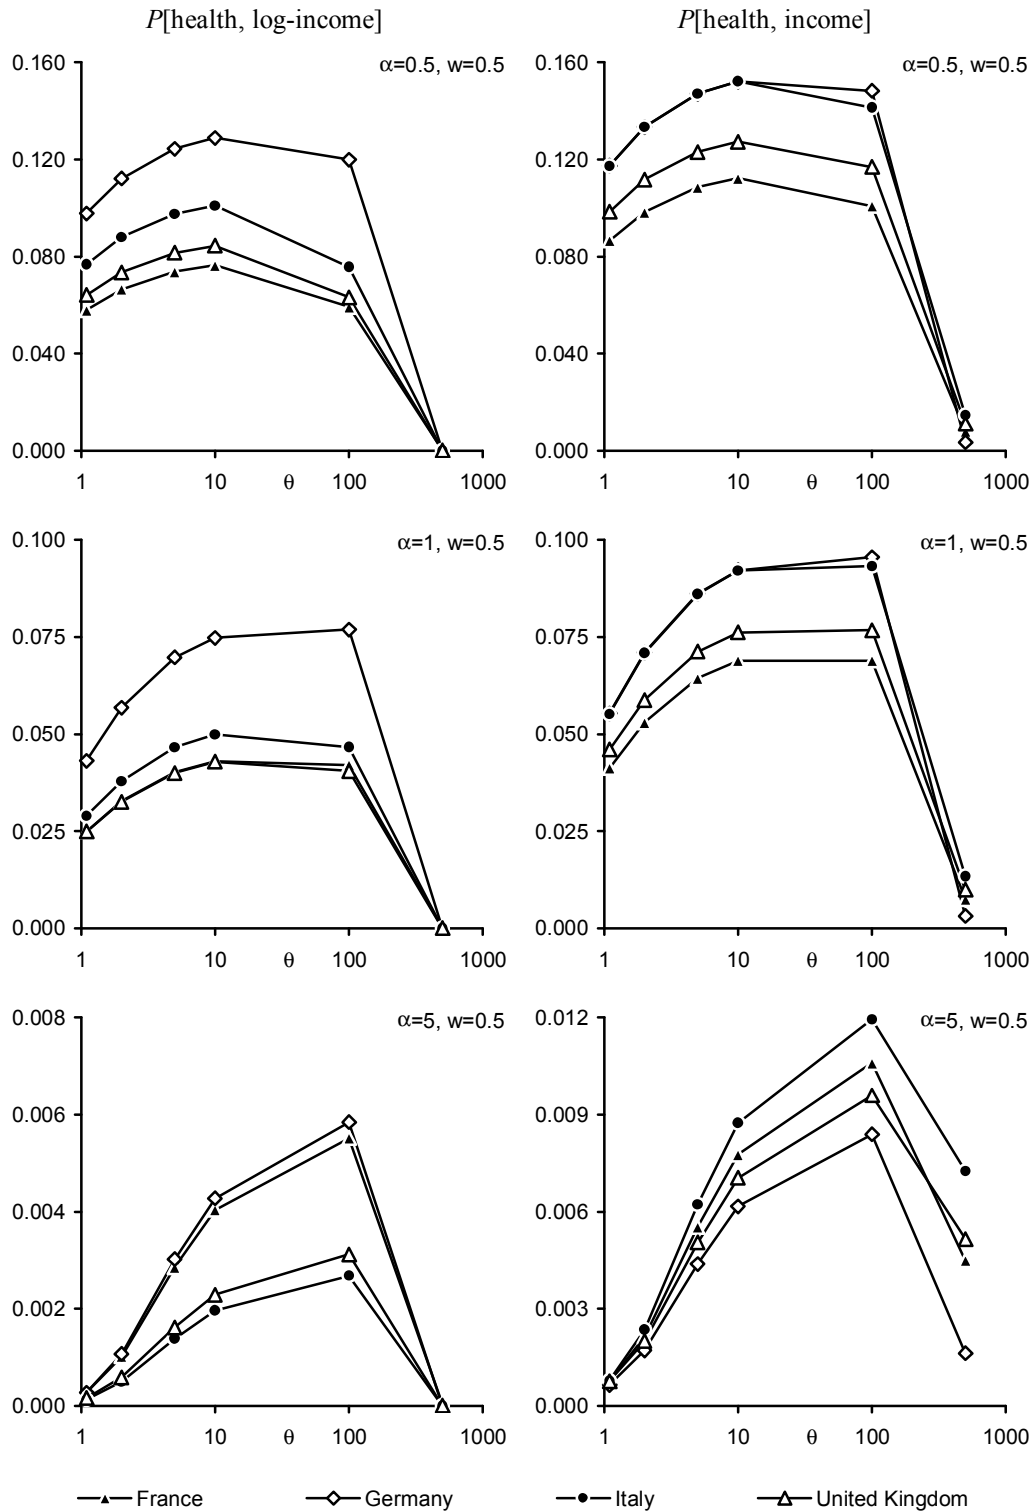 P[health, log-income] P[health, income]
α=0.5, w=0.5 α=0.5, w=0.5
0.160 0.160
0.120 0.120
0.080 0.080
0.040 0.040
0.000 0.000
1 10 θ 100 1000 1 10 θ 100 1000
α=1, w=0.5 α=1, w=0.5
0.100 0.100
0.075 0.075
0.050 0.050
0.025 0.025
0.000 0.000
1 10 θ 100 1000 1 10 θ 100 1000
α=5, w=0.5 α=5, w=0.5
0.008 0.012
0.006 0.009
0.004 0.006
0.002 0.003
0.000 0.000
1 10 θ 100 1000 1 10 θ 100 1000
France Germany Italy United Kingdom